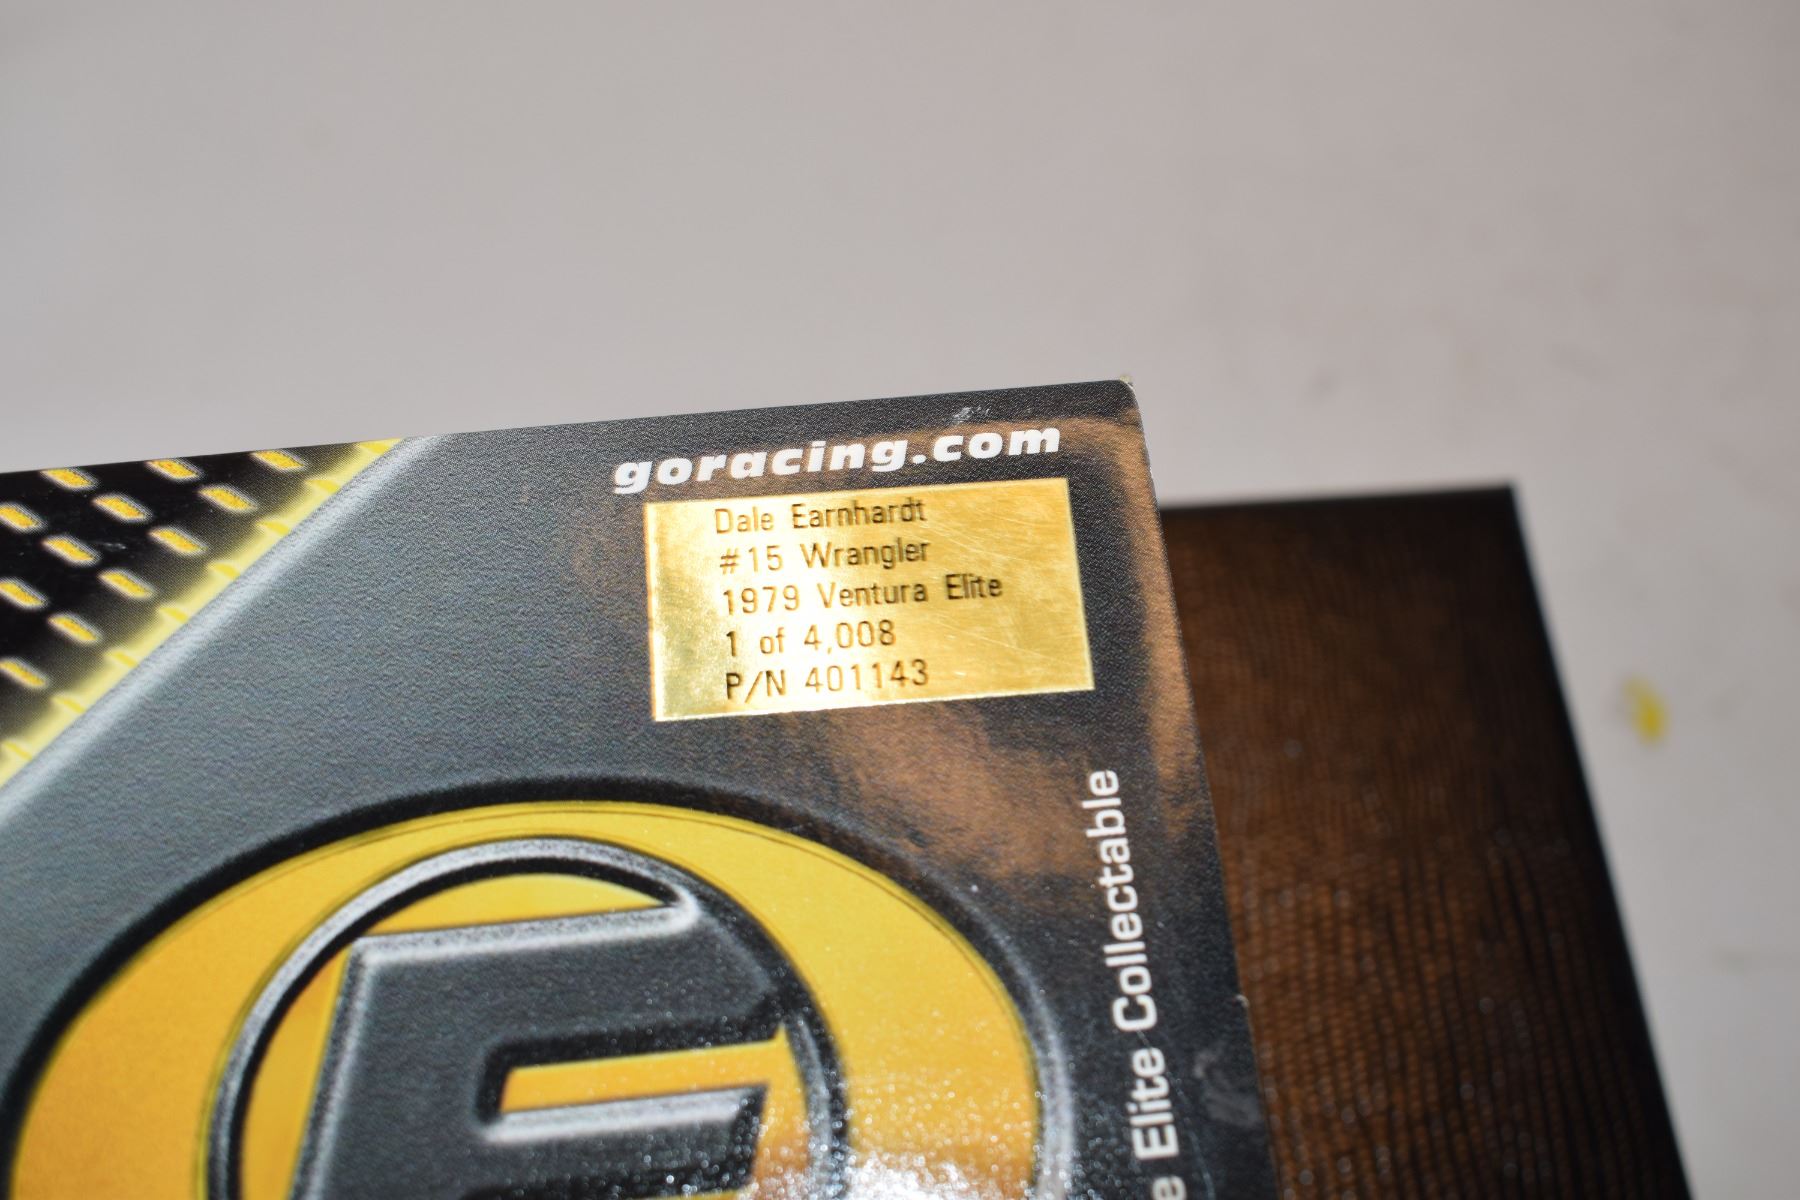 goracing.com
Dale Earnhardt
#15 Wrangler
1979 Ventura Elite
1 of 4,008
P/N 401143
E
Elite Collectable